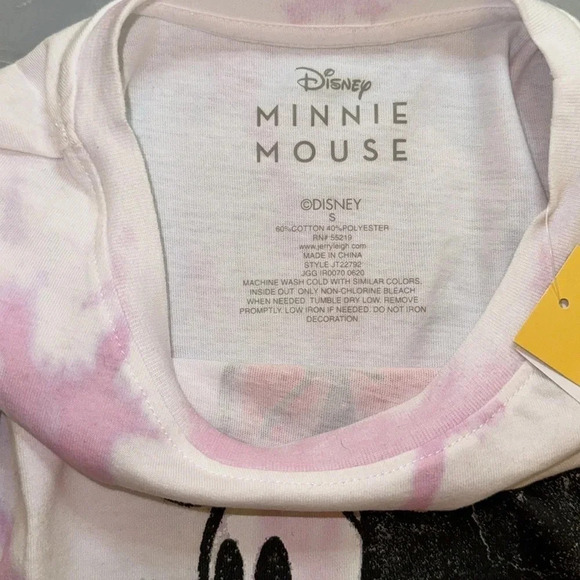 Disney
MINNIE
MOUSE
©DISNEY
S
60%COTTON 40%POLYESTER
RN# 55219
www.jerryleigh.com
MADE IN CHINA
STYLE JT22792
JGG IR0070 0620
MACHINE WASH COLD WITH SIMILAR COLORS.
INSIDE OUT ONLY NON-CHLORINE BLEACH
WHEN NEEDED. TUMBLE DRY LOW. REMOVE
PROMPTLY. LOW IRON IF NEEDED. DO NOT IRON
DECORATION.